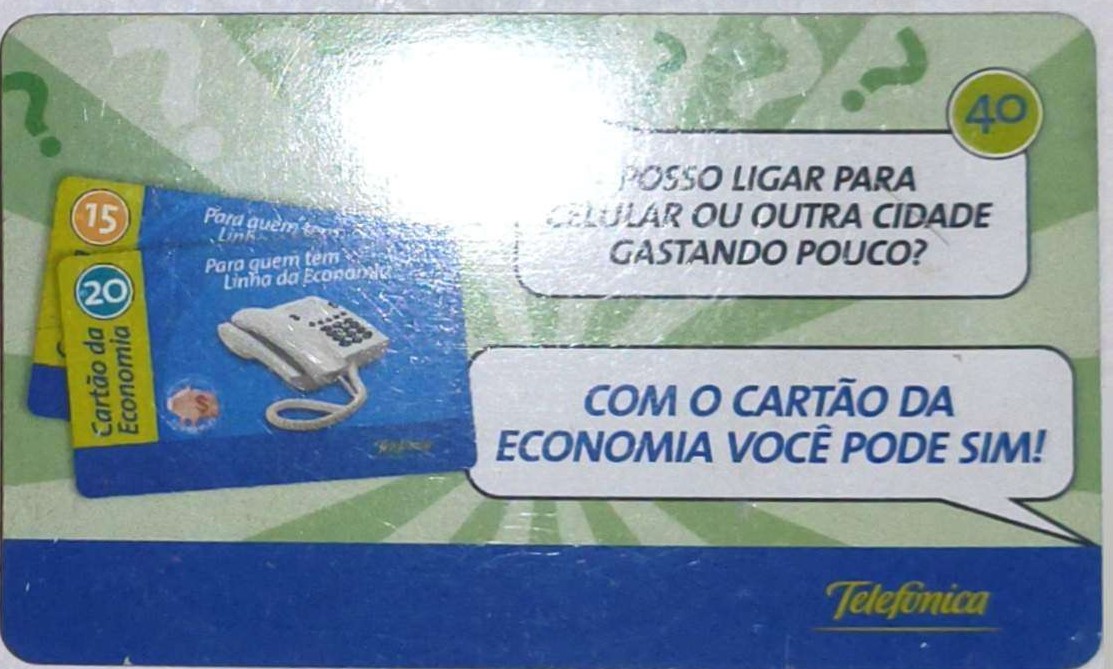 40
POSSO LIGAR PARA
CELULAR OU OUTRA CIDADE
GASTANDO POUCO?
15
Para quem tem
20
Para quem tem
Linha da Economia
Cartão da
Economia
COM O CARTÃO DA
ECONOMIA VOCÊ PODE SIM!
Telefónica